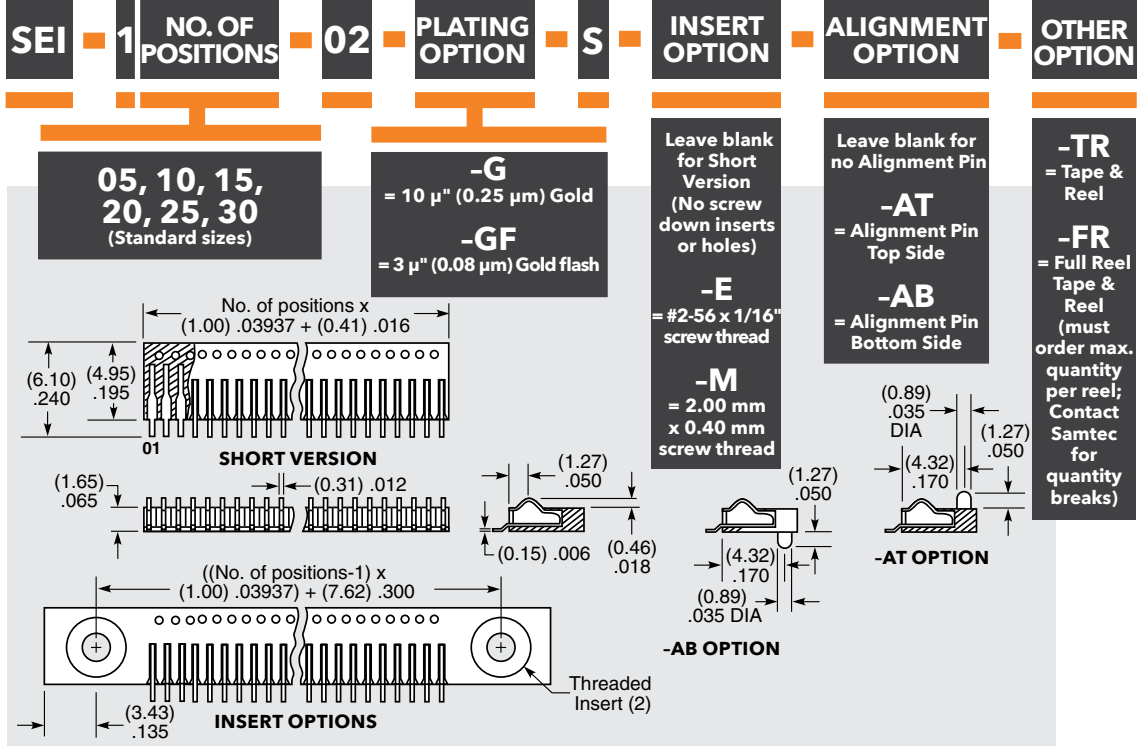 SEI - 1 NO. OF POSITIONS - 02 - PLATING OPTION - S - INSERT OPTION - ALIGNMENT OPTION - OTHER OPTION
05, 10, 15,
20, 25, 30
(Standard sizes)
–G
= 10 µ" (0.25 µm) Gold
–GF
= 3 µ" (0.08 µm) Gold flash
Leave blank
for Short
Version
(No screw
down inserts
or holes)
–E
= #2-56 x 1/16"
screw thread
–M
= 2.00 mm
x 0.40 mm
screw thread
Leave blank for
no Alignment Pin
–AT
= Alignment Pin
Top Side
–AB
= Alignment Pin
Bottom Side
–TR
= Tape &
Reel
–FR
= Full Reel
Tape &
Reel
(must
order max.
quantity
per reel;
Contact
Samtec
for
quantity
breaks)
No. of positions x
(1.00) .03937 + (0.41) .016
(6.10)
.240
(4.95)
.195
01
SHORT VERSION
(1.65)
.065
(0.31) .012
(1.27)
.050
(0.15) .006
(0.46)
.018
(1.27)
.050
(4.32)
.170
(0.89)
.035 DIA
–AB OPTION
(0.89)
.035
DIA
(4.32)
.170
(1.27)
.050
–AT OPTION
((No. of positions-1) x
(1.00) .03937) + (7.62) .300
Threaded
Insert (2)
(3.43)
.135
INSERT OPTIONS